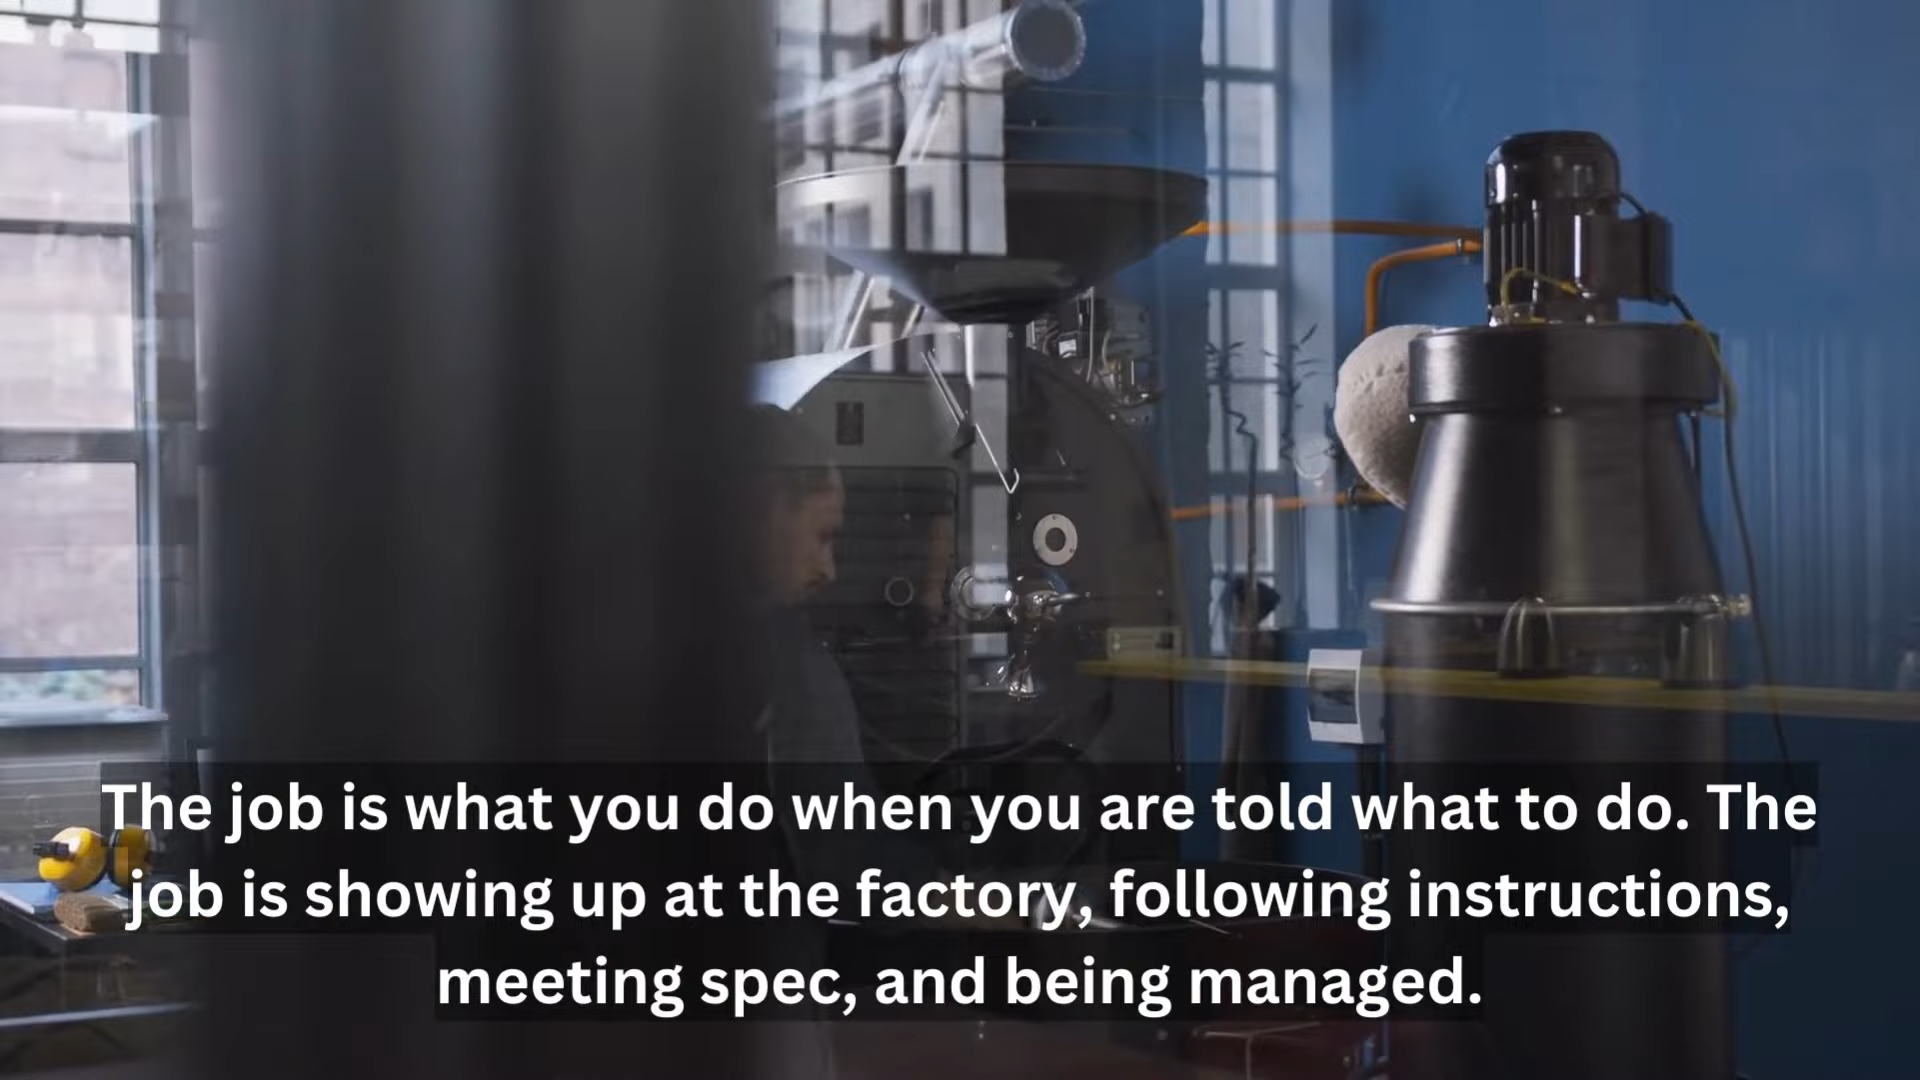 The job is what you do when you are told what to do. The
job is showing up at the factory, following instructions,
meeting spec, and being managed.